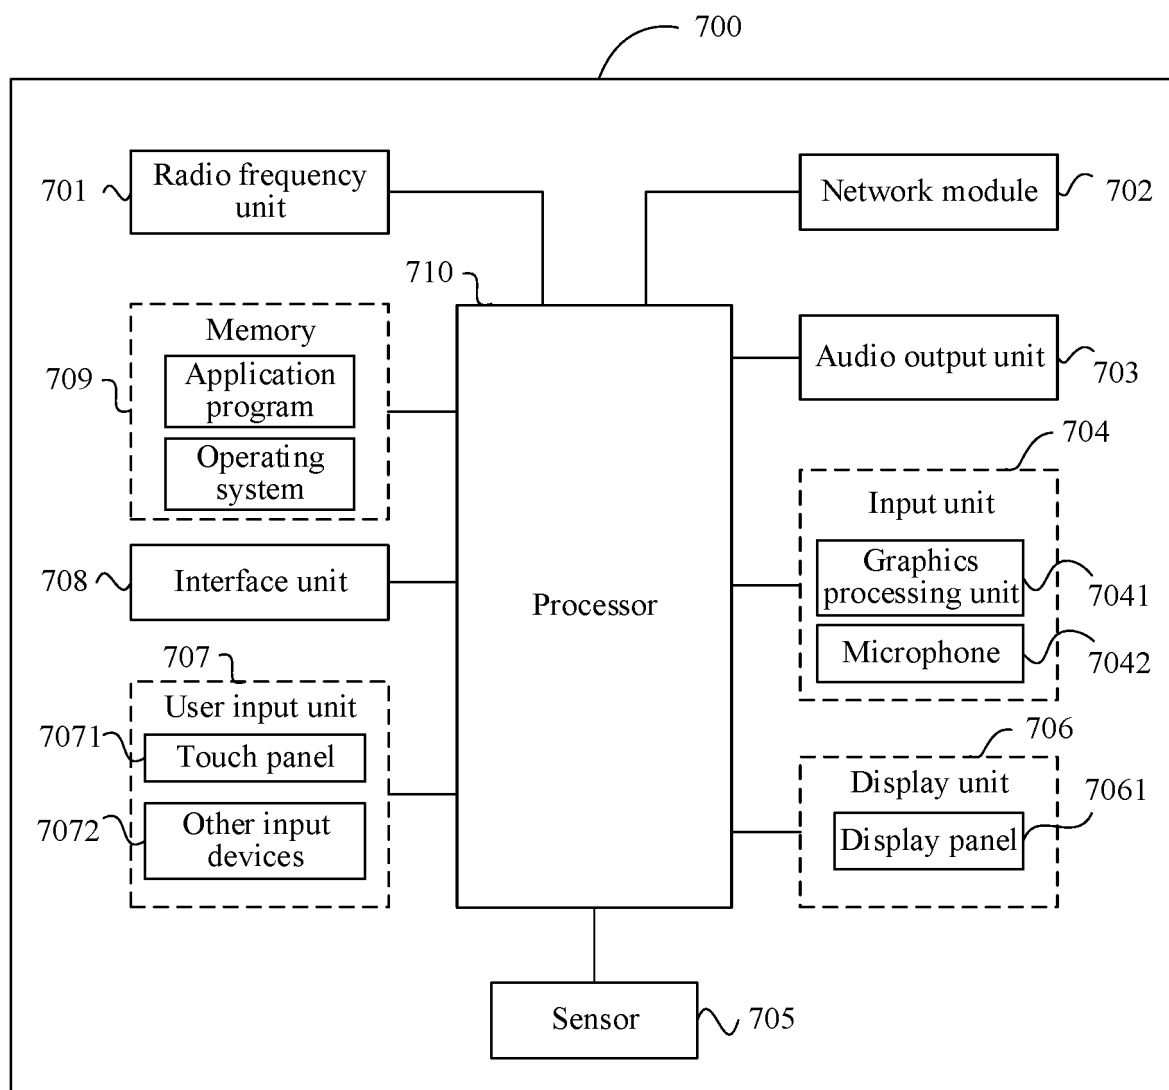 700
701
Radio frequency
unit
Network module
702
710
Memory
709
Application
program
Operating
system
Audio output unit
703
704
Input unit
Graphics
processing unit
7041
Microphone
7042
708
Interface unit
Processor
707
User input unit
7071
Touch panel
7072
Other input
devices
706
Display unit
7061
Display panel
Sensor
705